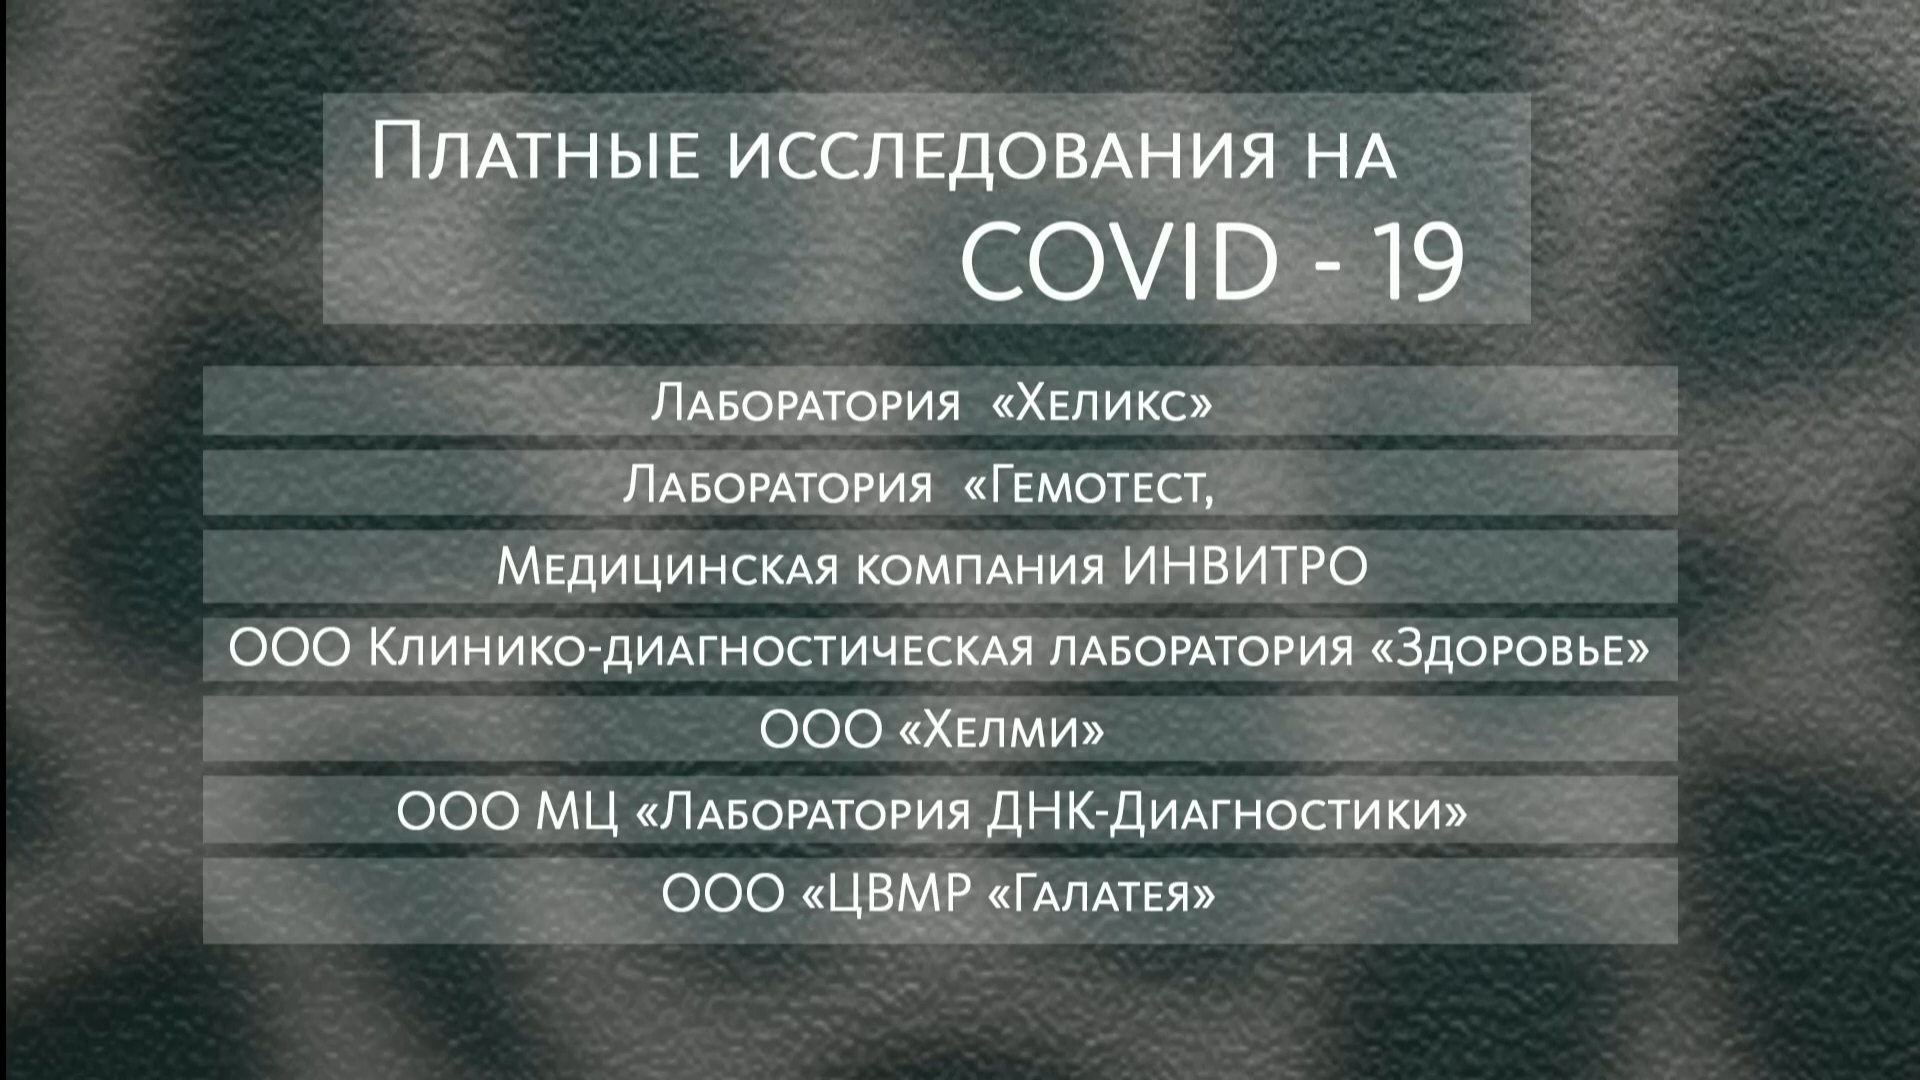 Платные исследования на
COVID - 19
Лаборатория «Хеликс»
Лаборатория «Гемотест,
Медицинская компания ИНВИТРО
ООО Клинико-диагностическая лаборатория «Здоровье»
ООО «Хелми»
ООО МЦ «Лаборатория ДНК-Диагностики»
ООО «ЦВМР «Галатея»